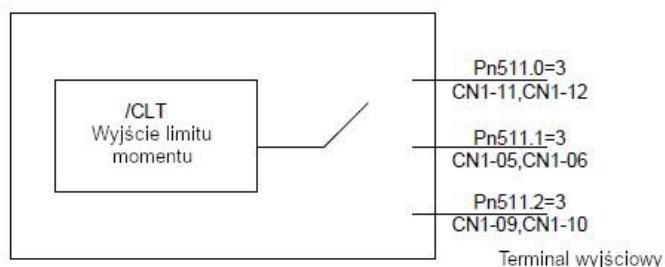 Pn511.0=3
CN1-11,CN1-12
/CLT
Wyjście limitu
momentu
Pn511.1=3
CN1-05,CN1-06
Pn511.2=3
CN1-09,CN1-10
Terminal wyjściowy